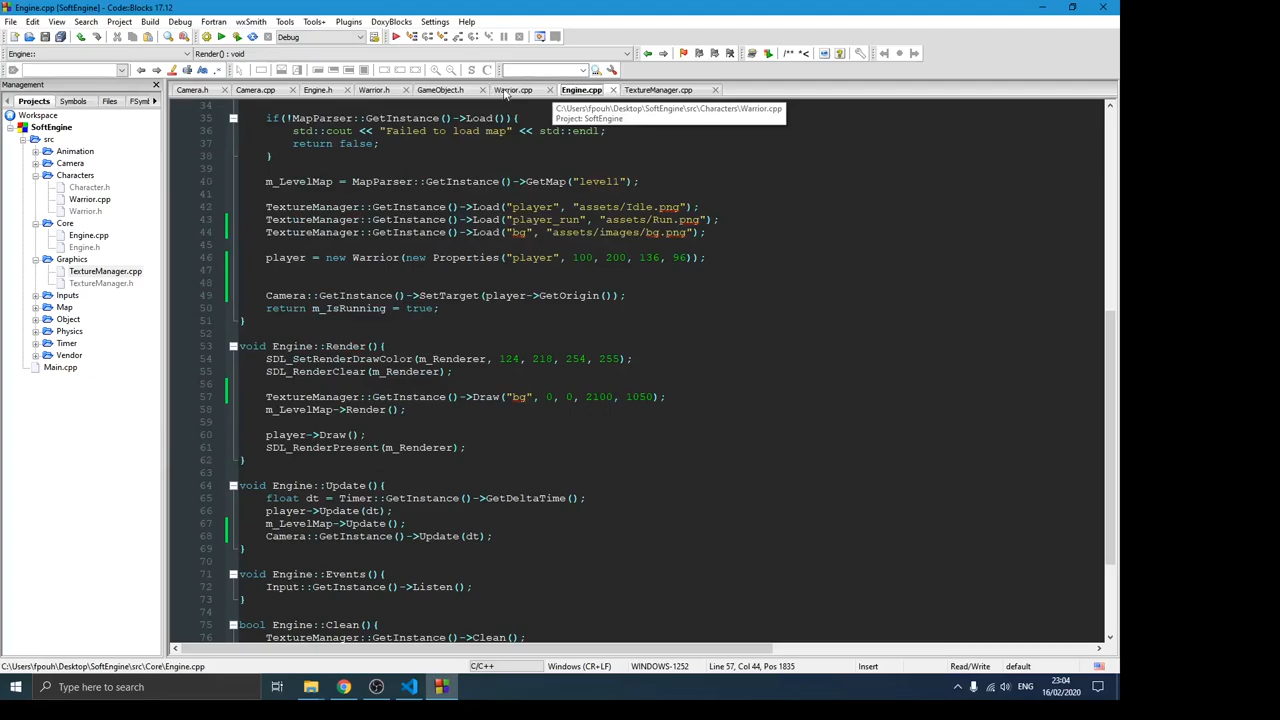 Engine.cpp [SoftEngine] - Code::Blocks 17.12
File Edit View Search Project Build Debug Fortran wxSmith Tools Tools+ Plugins DoxyBlocks Settings Help
Debug
Engine:: Render() : void
Management
Projects Symbols Files FSyml
Workspace
SoftEngine
src
Animation
Camera
Characters
Character.h
Warrior.cpp
Warrior.h
Core
Engine.cpp
Engine.h
Graphics
TextureManager.cpp
TextureManager.h
Inputs
Map
Object
Physics
Timer
Vendor
Main.cpp
Camera.h Camera.cpp Engine.h Warrior.h GameObject.h Warrior.cpp Engine.cpp TextureManager.cpp
C:\Users\fpouh\Desktop\SoftEngine\src\Characters\Warrior.cpp
Project: SoftEngine
34
35 if(!MapParser::GetInstance()->Load()){
36 std::cout << "Failed to load map" << std::endl;
37 return false;
38 }
39
40 m_LevelMap = MapParser::GetInstance()->GetMap("level1");
41
42 TextureManager::GetInstance()->Load("player", "assets/Idle.png");
43 TextureManager::GetInstance()->Load("player_run", "assets/Run.png");
44 TextureManager::GetInstance()->Load("bg", "assets/images/bg.png");
45
46 player = new Warrior(new Properties("player", 100, 200, 136, 96));
47
48
49 Camera::GetInstance()->SetTarget(player->GetOrigin());
50 return m_IsRunning = true;
51 }
52
53 void Engine::Render(){
54 SDL_SetRenderDrawColor(m_Renderer, 124, 218, 254, 255);
55 SDL_RenderClear(m_Renderer);
56
57 TextureManager::GetInstance()->Draw("bg", 0, 0, 2100, 1050);
58 m_LevelMap->Render();
59
60 player->Draw();
61 SDL_RenderPresent(m_Renderer);
62 }
63
64 void Engine::Update(){
65 float dt = Timer::GetInstance()->GetDeltaTime();
66 player->Update(dt);
67 m_LevelMap->Update();
68 Camera::GetInstance()->Update(dt);
69 }
70
71 void Engine::Events(){
72 Input::GetInstance()->Listen();
73 }
74
75 bool Engine::Clean(){
76 TextureManager::GetInstance()->Clean();
C:\Users\fpouh\Desktop\SoftEngine\src\Core\Engine.cpp C/C++ Windows (CR+LF) WINDOWS-1252 Line 57, Col 44, Pos 1835 Insert Read/Write default
Type here to search
ENG
23:04
16/02/2020